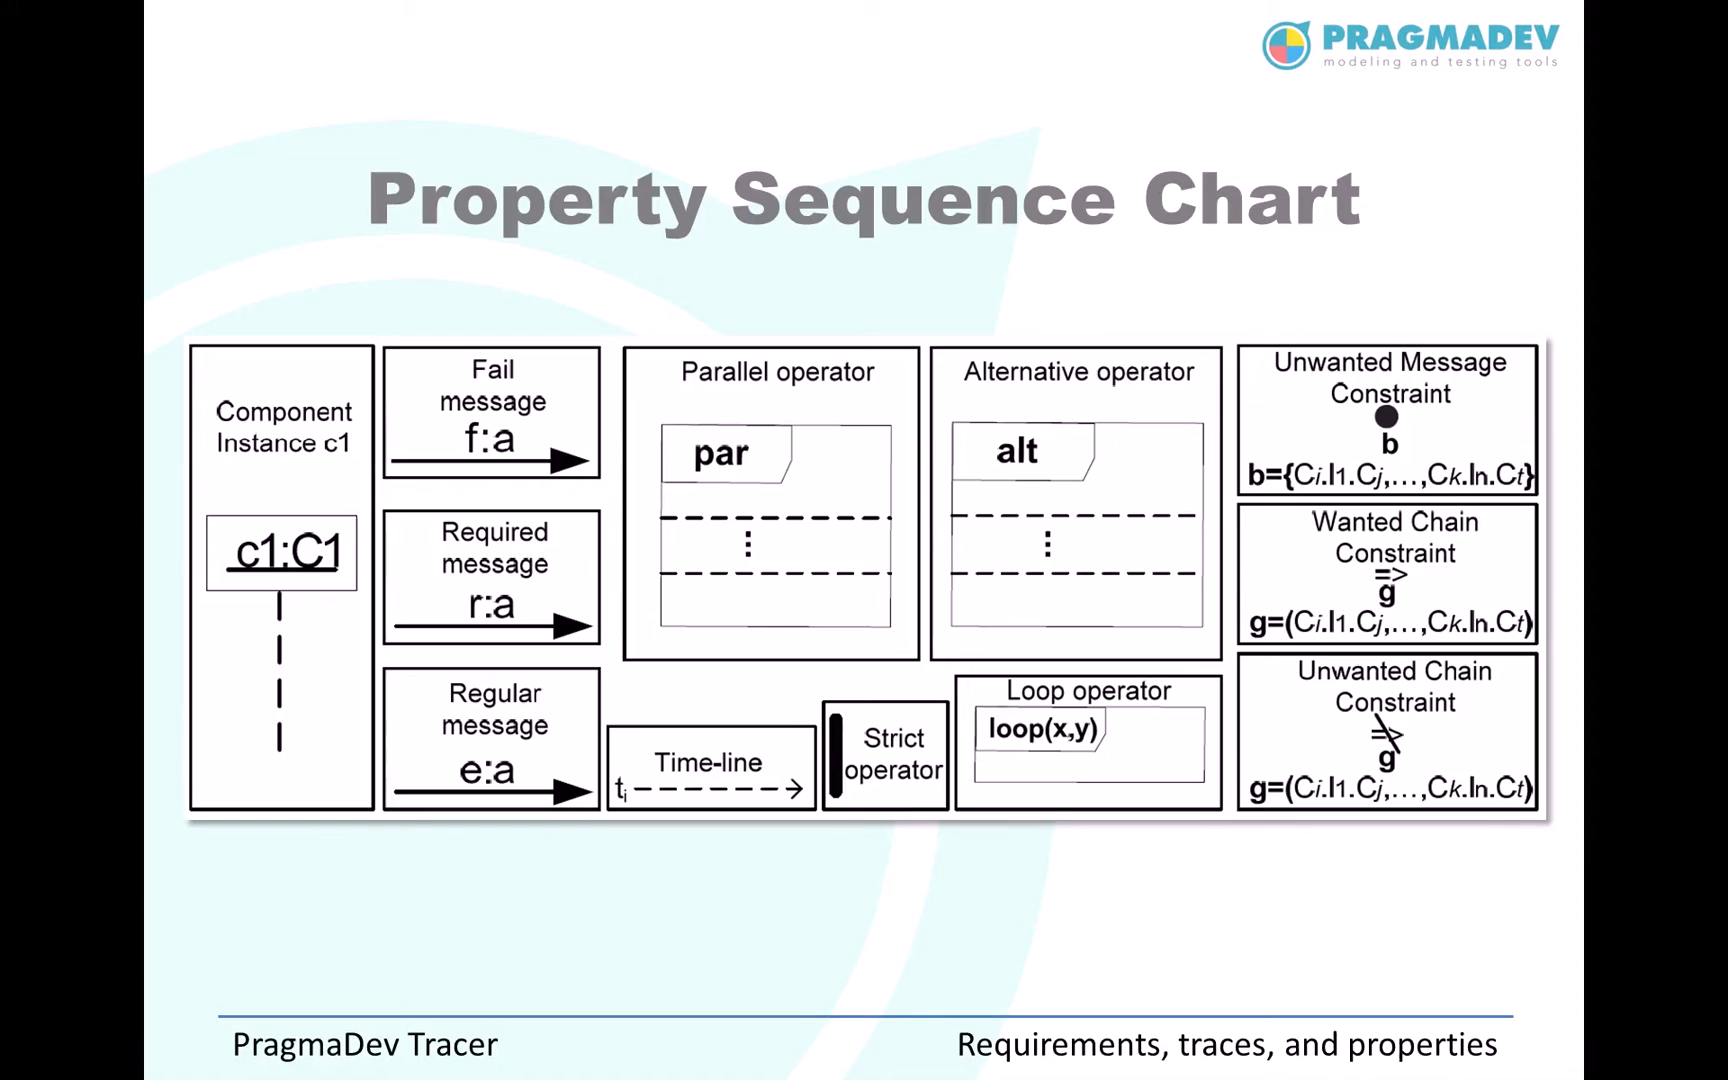 PRAGMADEV
modeling and testing tools
Property Sequence Chart
Component
Instance c1
c1:C1
Fail
message
f:a
Required
message
r:a
Regular
message
e:a
Parallel operator
par
⋮
Alternative operator
alt
⋮
Time-line
ti
Strict
operator
Loop operator
loop(x,y)
Unwanted Message
Constraint
b
b={Ci.l1.Cj,...,Ck.ln.Ct}
Wanted Chain
Constraint
=>
g
g=(Ci.l1.Cj,...,Ck.ln.Ct)
Unwanted Chain
Constraint
=>
g
g=(Ci.l1.Cj,...,Ck.ln.Ct)
PragmaDev Tracer
Requirements, traces, and properties